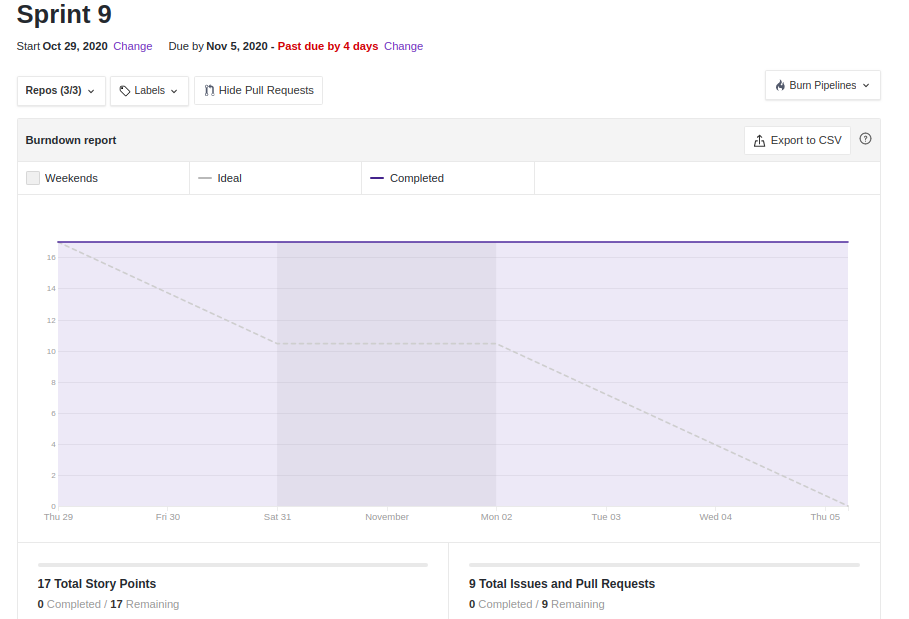 Sprint 9
Start Oct 29, 2020 Change Due by Nov 5, 2020 - Past due by 4 days Change
Repos (3/3) Labels Hide Pull Requests Burn Pipelines
Burndown report Export to CSV
Weekends Ideal Completed
16
14
12
10
8
6
4
2
0
Thu 29 Fri 30 Sat 31 November Mon 02 Tue 03 Wed 04 Thu 05
17 Total Story Points
0 Completed / 17 Remaining
9 Total Issues and Pull Requests
0 Completed / 9 Remaining